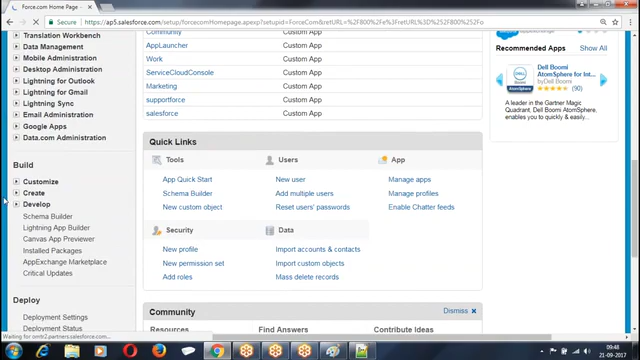 Force.com Home Page -
Secure
https://ap5.salesforce.com/setup/forcecomHomepage.apexp?setupid=ForceCom&retURL=%2F800%2Fe%3FretURL%3D%252F800%252Fo
Translation Workbench
Data Management
Mobile Administration
Desktop Administration
Lightning for Outlook
Lightning for Gmail
Lightning Sync
Email Administration
Google Apps
Data.com Administration
Build
Customize
Create
Develop
Schema Builder
Lightning App Builder
Canvas App Previewer
Installed Packages
AppExchange Marketplace
Critical Updates
Deploy
Deployment Settings
Deployment Status
Community Custom App
AppLauncher Custom App
Work Custom App
ServiceCloudConsole Custom App
Marketing Custom App
supportforce Custom App
salesforce Custom App
Quick Links
Tools
App Quick Start
Schema Builder
New custom object
Users
New user
Add multiple users
Reset users' passwords
App
Manage apps
Manage profiles
Enable Chatter feeds
Security
New profile
New permission set
Add roles
Data
Import accounts & contacts
Import custom objects
Mass delete records
Community Dismiss
Resources Find Answers Contribute Ideas
Recommended Apps Show All
Dell Boomi
AtomSphere for Int...
by Dell Boomi
(90)
A leader in the Gartner Magic
Quadrant, Dell Boomi AtomSphere,
enables you to quickly & easily...
09:48
21-09-2017